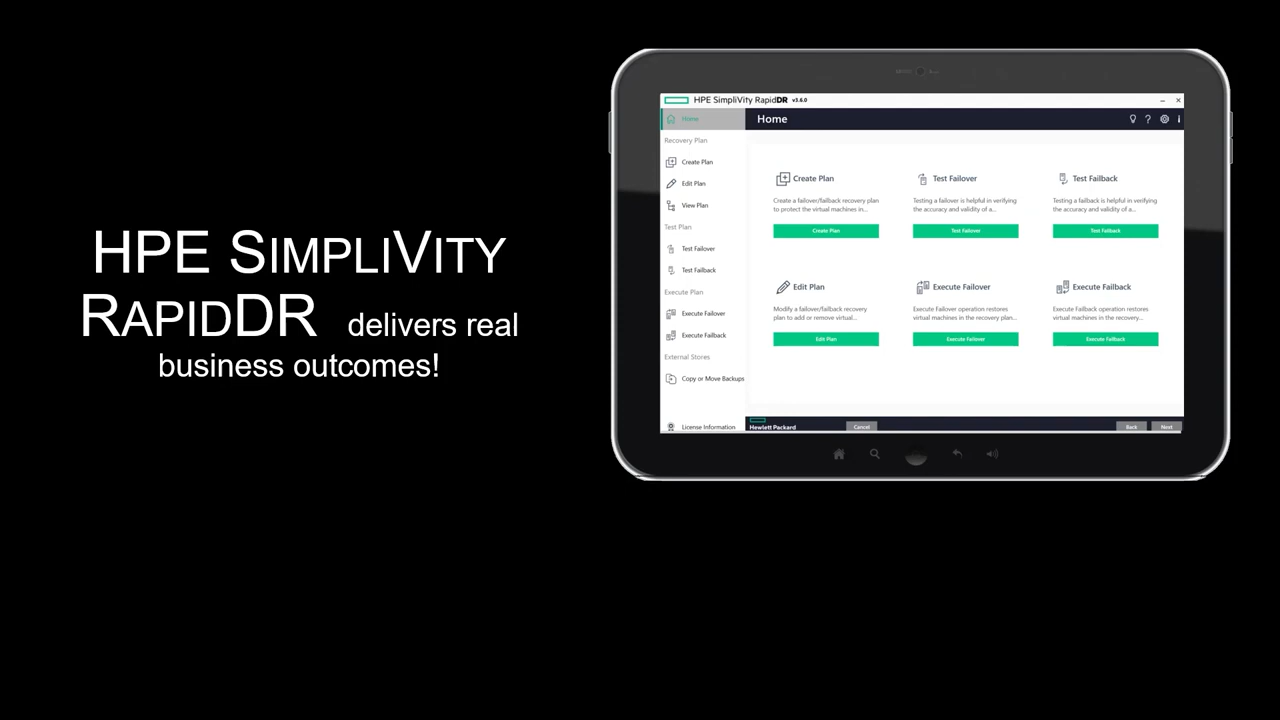 HPE SIMPLIVITY
RAPIDDR delivers real
business outcomes!
HPE SimpliVity RapidDR v3.6.0
Home
Recovery Plan
Create Plan
Edit Plan
View Plan
Test Plan
Test Failover
Test Failback
Execute Plan
Execute Failover
Execute Failback
External Stores
Copy or Move Backups
License Information
Home
Create Plan
Create a failover/failback recovery plan
to protect the virtual machines in...
Create Plan
Test Failover
Testing a failover is helpful in verifying
the accuracy and validity of a...
Test Failover
Test Failback
Testing a failback is helpful in verifying
the accuracy and validity of a...
Test Failback
Edit Plan
Modify a failover/failback recovery
plan to add or remove virtual...
Edit Plan
Execute Failover
Execute Failover operation restores
virtual machines in the recovery plan...
Execute Failover
Execute Failback
Execute Failback operation restores
virtual machines in the recovery...
Execute Failback
Hewlett Packard
Cancel
Back
Next